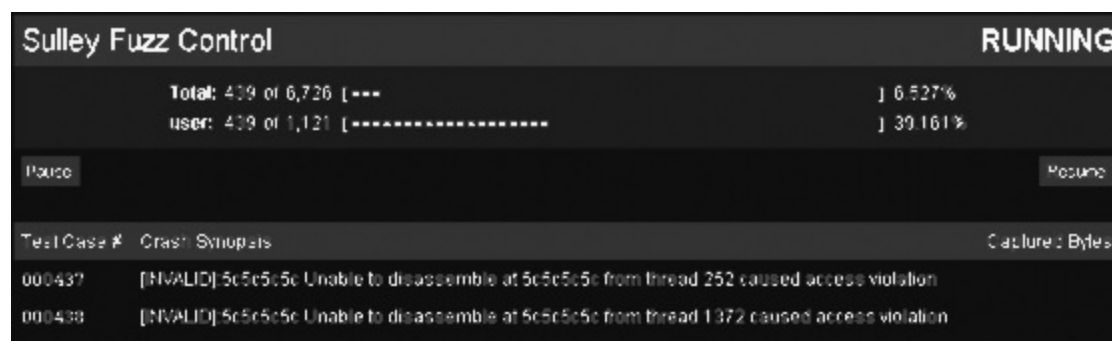 Sulley Fuzz Control RUNNING
Total: 439 of 6,726 [=== ] 6.527%
user: 439 of 1,121 [=================== ] 39.161%
Pause Resume
Test Case # Crash Synopsis Captured Bytes
000437 [INVALID]:5c5c5c5c Unable to disassemble at 5c5c5c5c from thread 252 caused access violation
000438 [INVALID]:5c5c5c5c Unable to disassemble at 5c5c5c5c from thread 1372 caused access violation